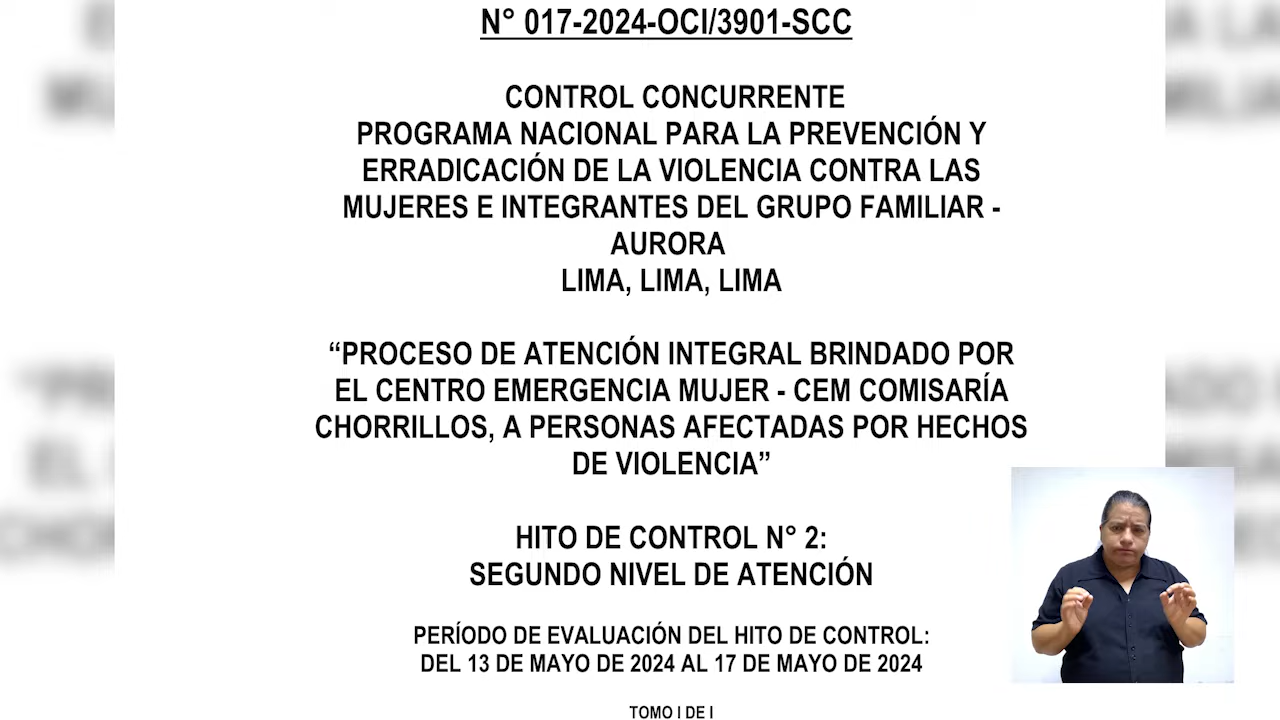 N° 017-2024-OCI/3901-SCC
CONTROL CONCURRENTE
PROGRAMA NACIONAL PARA LA PREVENCIÓN Y
ERRADICACIÓN DE LA VIOLENCIA CONTRA LAS
MUJERES E INTEGRANTES DEL GRUPO FAMILIAR -
AURORA
LIMA, LIMA, LIMA
“PROCESO DE ATENCIÓN INTEGRAL BRINDADO POR
EL CENTRO EMERGENCIA MUJER - CEM COMISARÍA
CHORRILLOS, A PERSONAS AFECTADAS POR HECHOS
DE VIOLENCIA”
HITO DE CONTROL N° 2:
SEGUNDO NIVEL DE ATENCIÓN
PERÍODO DE EVALUACIÓN DEL HITO DE CONTROL:
DEL 13 DE MAYO DE 2024 AL 17 DE MAYO DE 2024
TOMO I DE I